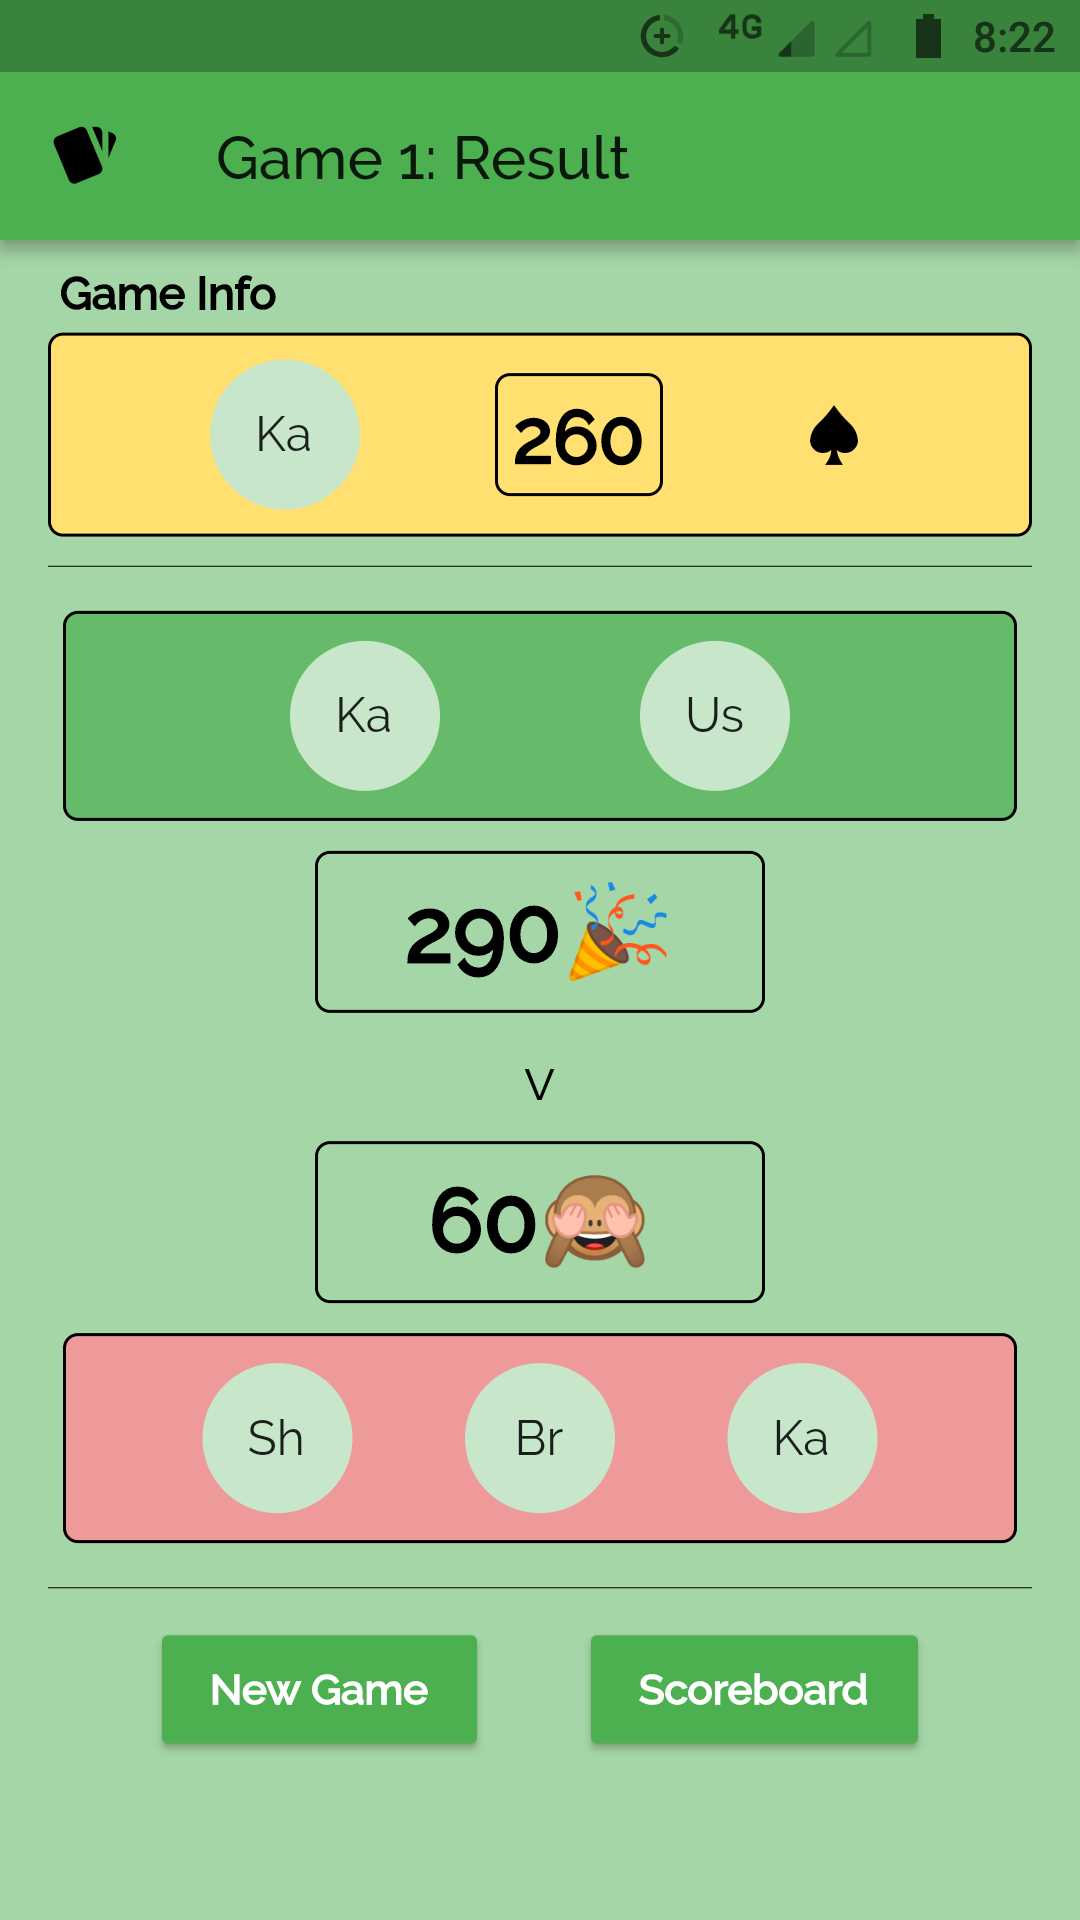 4G 8:22
Game 1: Result
Game Info
Ka 260 ♠
Ka Us
290🎉
V
60🙈
Sh Br Ka
New Game Scoreboard